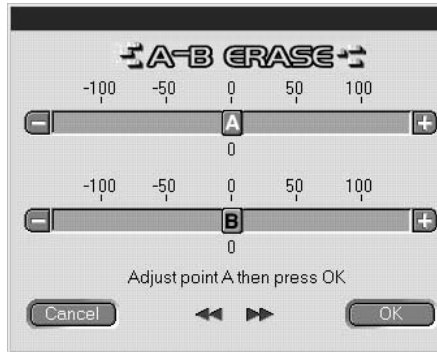 A-B ERASE
-100 -50 0 50 100
− A +
0
-100 -50 0 50 100
− B +
0
Adjust point A then press OK
Cancel OK